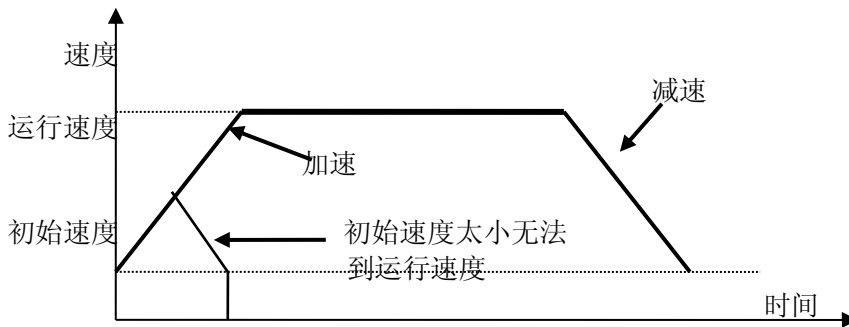 速度
减速
运行速度
加速
初始速度
初始速度太小无法
到运行速度
时间